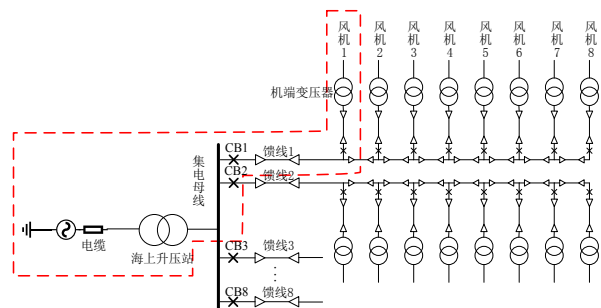 风机1
风机2
风机3
风机4
风机5
风机6
风机7
风机8
机端变压器
集电母线
CB1 馈线1
CB2 馈线2
电缆
海上升压站
CB3 馈线3
⋮
CB8 馈线8